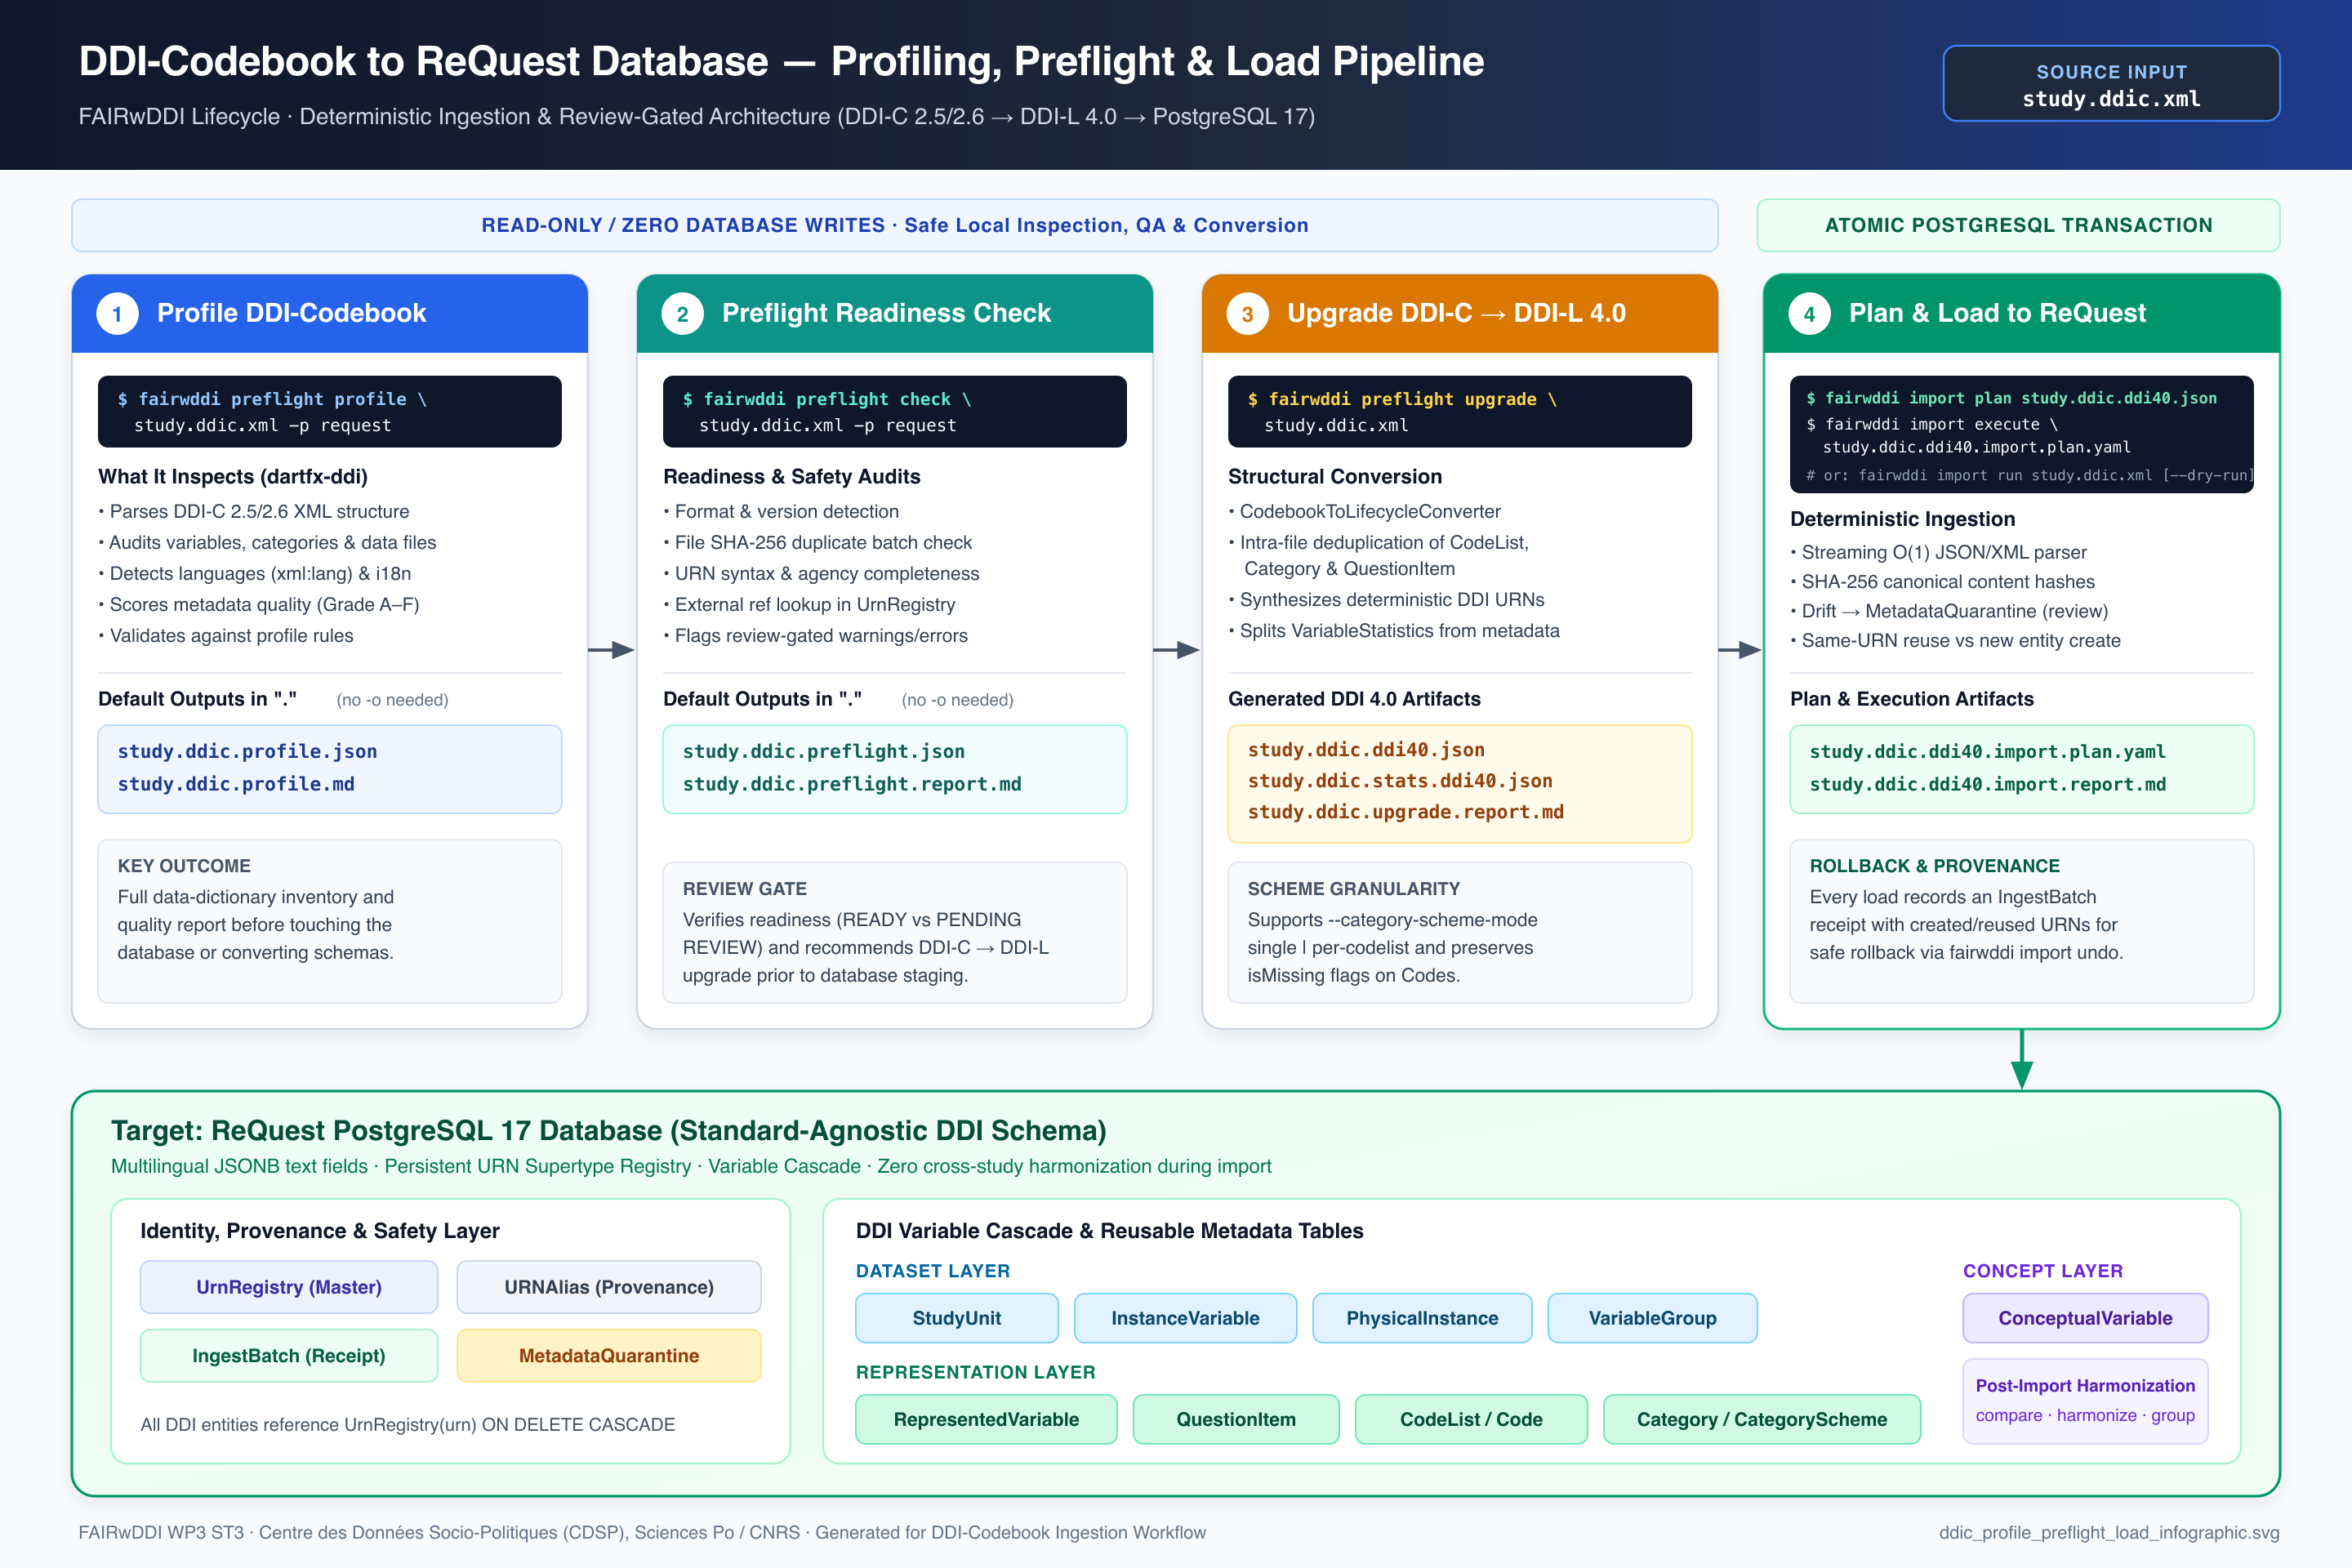 DDI-Codebook to ReQuest Database — Profiling, Preflight & Load Pipeline
FAIRwDDI Lifecycle · Deterministic Ingestion & Review-Gated Architecture (DDI-C 2.5/2.6 → DDI-L 4.0 → PostgreSQL 17)
SOURCE INPUT
study.ddic.xml
READ-ONLY / ZERO DATABASE WRITES · Safe Local Inspection, QA & Conversion
ATOMIC POSTGRESQL TRANSACTION
1 Profile DDI-Codebook
$ fairwddi preflight profile \
study.ddic.xml -p request
What It Inspects (dartfx-ddi)
• Parses DDI-C 2.5/2.6 XML structure
• Audits variables, categories & data files
• Detects languages (xml:lang) & i18n
• Scores metadata quality (Grade A–F)
• Validates against profile rules
Default Outputs in "." (no -o needed)
study.ddic.profile.json
study.ddic.profile.md
KEY OUTCOME
Full data-dictionary inventory and
quality report before touching the
database or converting schemas.
2 Preflight Readiness Check
$ fairwddi preflight check \
study.ddic.xml -p request
Readiness & Safety Audits
• Format & version detection
• File SHA-256 duplicate batch check
• URN syntax & agency completeness
• External ref lookup in UrnRegistry
• Flags review-gated warnings/errors
Default Outputs in "." (no -o needed)
study.ddic.preflight.json
study.ddic.preflight.report.md
REVIEW GATE
Verifies readiness (READY vs PENDING
REVIEW) and recommends DDI-C → DDI-L
upgrade prior to database staging.
3 Upgrade DDI-C → DDI-L 4.0
$ fairwddi preflight upgrade \
study.ddic.xml
Structural Conversion
• CodebookToLifecycleConverter
• Intra-file deduplication of CodeList,
Category & QuestionItem
• Synthesizes deterministic DDI URNs
• Splits VariableStatistics from metadata
Generated DDI 4.0 Artifacts
study.ddic.ddi40.json
study.ddic.stats.ddi40.json
study.ddic.upgrade.report.md
SCHEME GRANULARITY
Supports --category-scheme-mode
single | per-codelist and preserves
isMissing flags on Codes.
4 Plan & Load to ReQuest
$ fairwddi import plan study.ddic.ddi40.json
$ fairwddi import execute \
study.ddic.ddi40.import.plan.yaml
# or: fairwddi import run study.ddic.xml [--dry-run]
Deterministic Ingestion
• Streaming O(1) JSON/XML parser
• SHA-256 canonical content hashes
• Drift → MetadataQuarantine (review)
• Same-URN reuse vs new entity create
Plan & Execution Artifacts
study.ddic.ddi40.import.plan.yaml
study.ddic.ddi40.import.report.md
ROLLBACK & PROVENANCE
Every load records an IngestBatch
receipt with created/reused URNs for
safe rollback via fairwddi import undo.
Target: ReQuest PostgreSQL 17 Database (Standard-Agnostic DDI Schema)
Multilingual JSONB text fields · Persistent URN Supertype Registry · Variable Cascade · Zero cross-study harmonization during import
Identity, Provenance & Safety Layer
UrnRegistry (Master)
URNAlias (Provenance)
IngestBatch (Receipt)
MetadataQuarantine
All DDI entities reference UrnRegistry(urn) ON DELETE CASCADE
DDI Variable Cascade & Reusable Metadata Tables
DATASET LAYER
StudyUnit
InstanceVariable
PhysicalInstance
VariableGroup
REPRESENTATION LAYER
RepresentedVariable
QuestionItem
CodeList / Code
Category / CategoryScheme
CONCEPT LAYER
ConceptualVariable
Post-Import Harmonization
compare · harmonize · group
FAIRwDDI WP3 ST3 · Centre des Données Socio-Politiques (CDSP), Sciences Po / CNRS · Generated for DDI-Codebook Ingestion Workflow
ddic_profile_preflight_load_infographic.svg